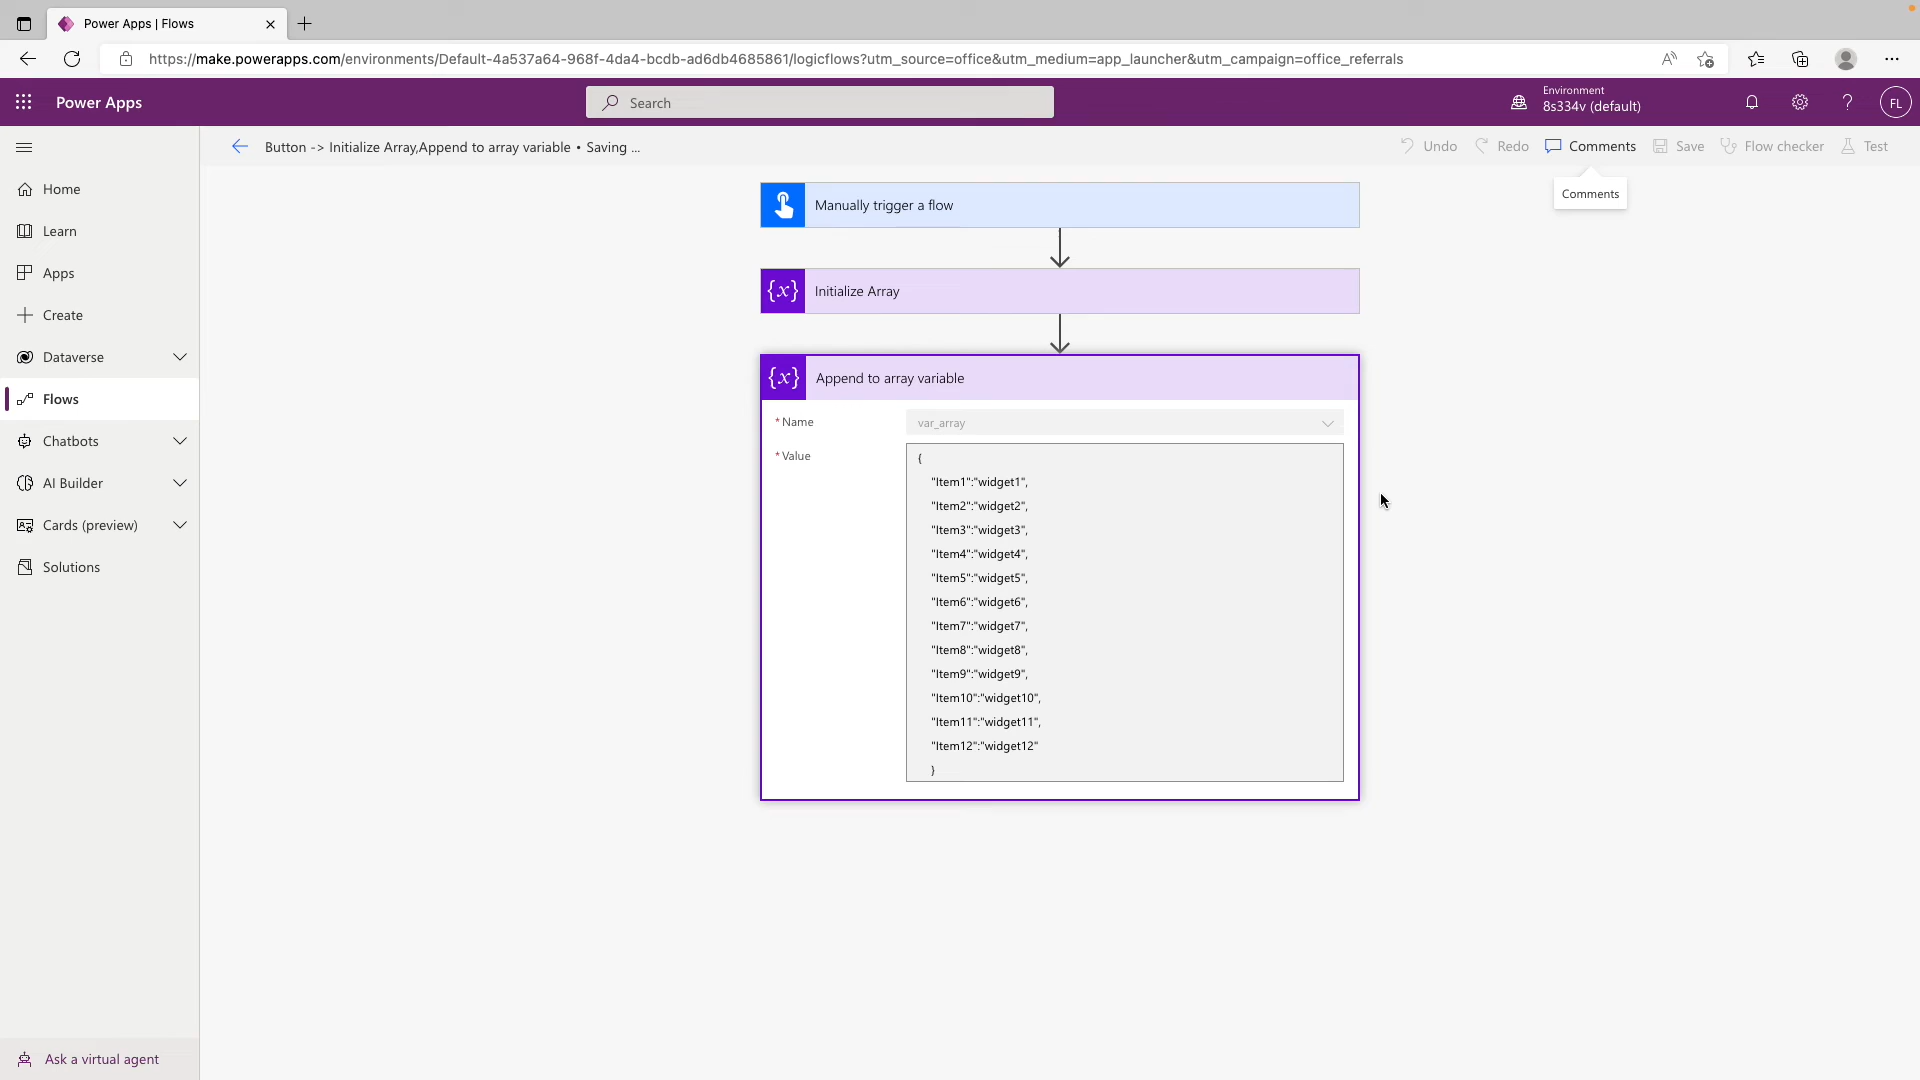 Power Apps | Flows
https://make.powerapps.com/environments/Default-4a537a64-968f-4da4-bcdb-ad6db4685861/logicflows?utm_source=office&utm_medium=app_launcher&utm_campaign=office_referrals
Power Apps
Search
Environment
8s334v (default)
FL
Button -> Initialize Array,Append to array variable • Saving ...
Undo
Redo
Comments
Save
Flow checker
Test
Comments
Home
Learn
Apps
Create
Dataverse
Flows
Chatbots
AI Builder
Cards (preview)
Solutions
Ask a virtual agent
Manually trigger a flow
{x} Initialize Array
{x} Append to array variable
* Name
var_array
* Value
{
"Item1":"widget1",
"Item2":"widget2",
"Item3":"widget3",
"Item4":"widget4",
"Item5":"widget5",
"Item6":"widget6",
"Item7":"widget7",
"Item8":"widget8",
"Item9":"widget9",
"Item10":"widget10",
"Item11":"widget11",
"Item12":"widget12"
}